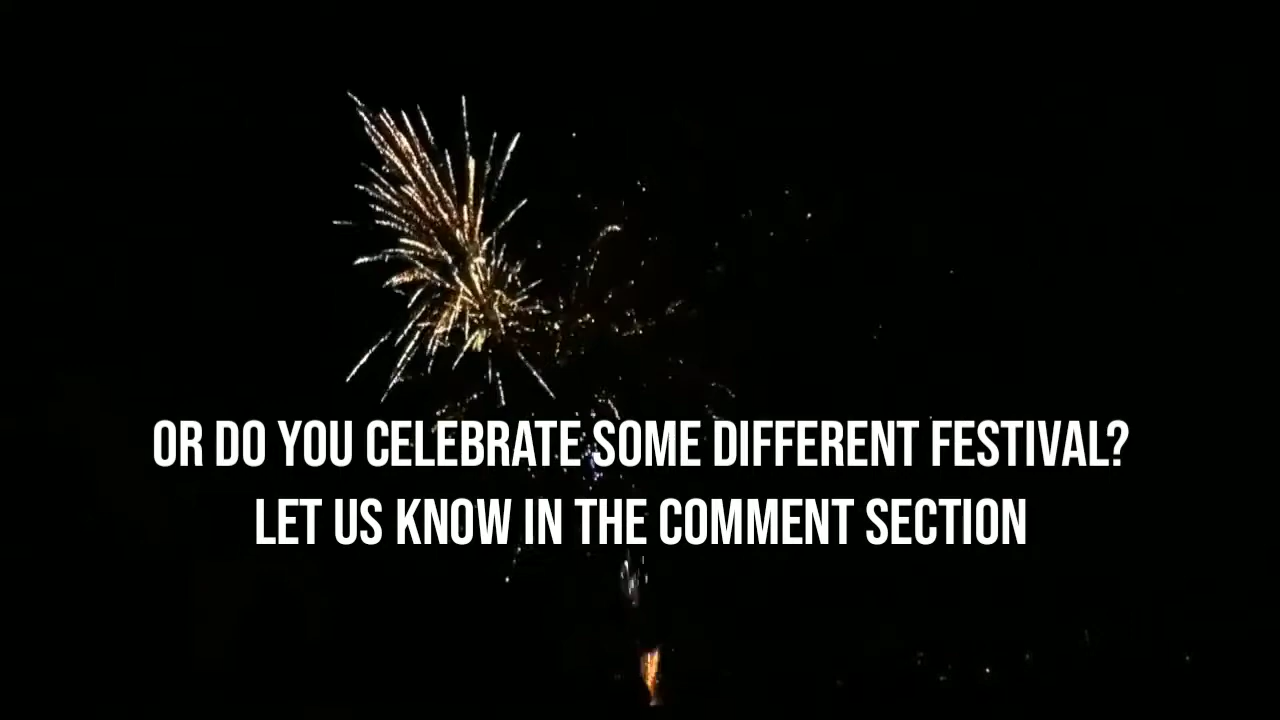 OR DO YOU CELEBRATE SOME DIFFERENT FESTIVAL?
LET US KNOW IN THE COMMENT SECTION